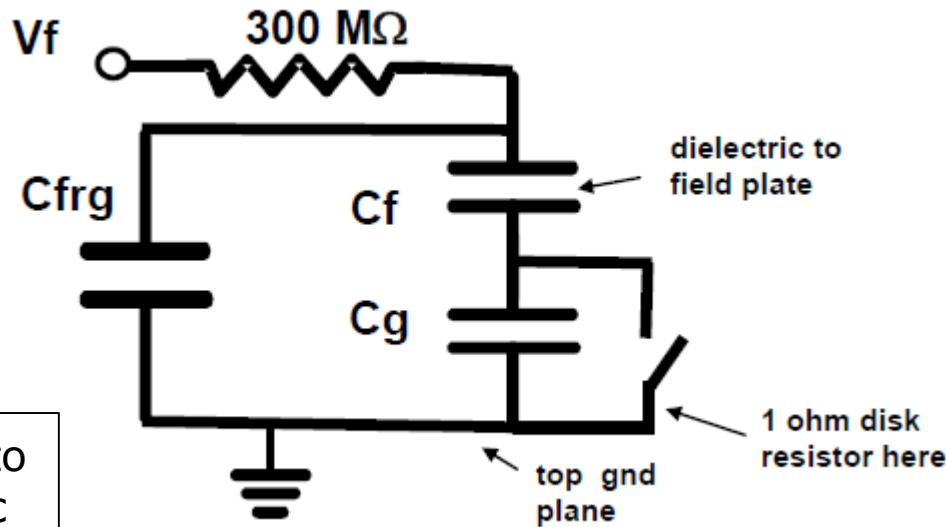 Vf
300 MΩ
dielectric to
field plate
Cfrg
Cf
Cg
1 ohm disk
resistor here
top gnd
plane